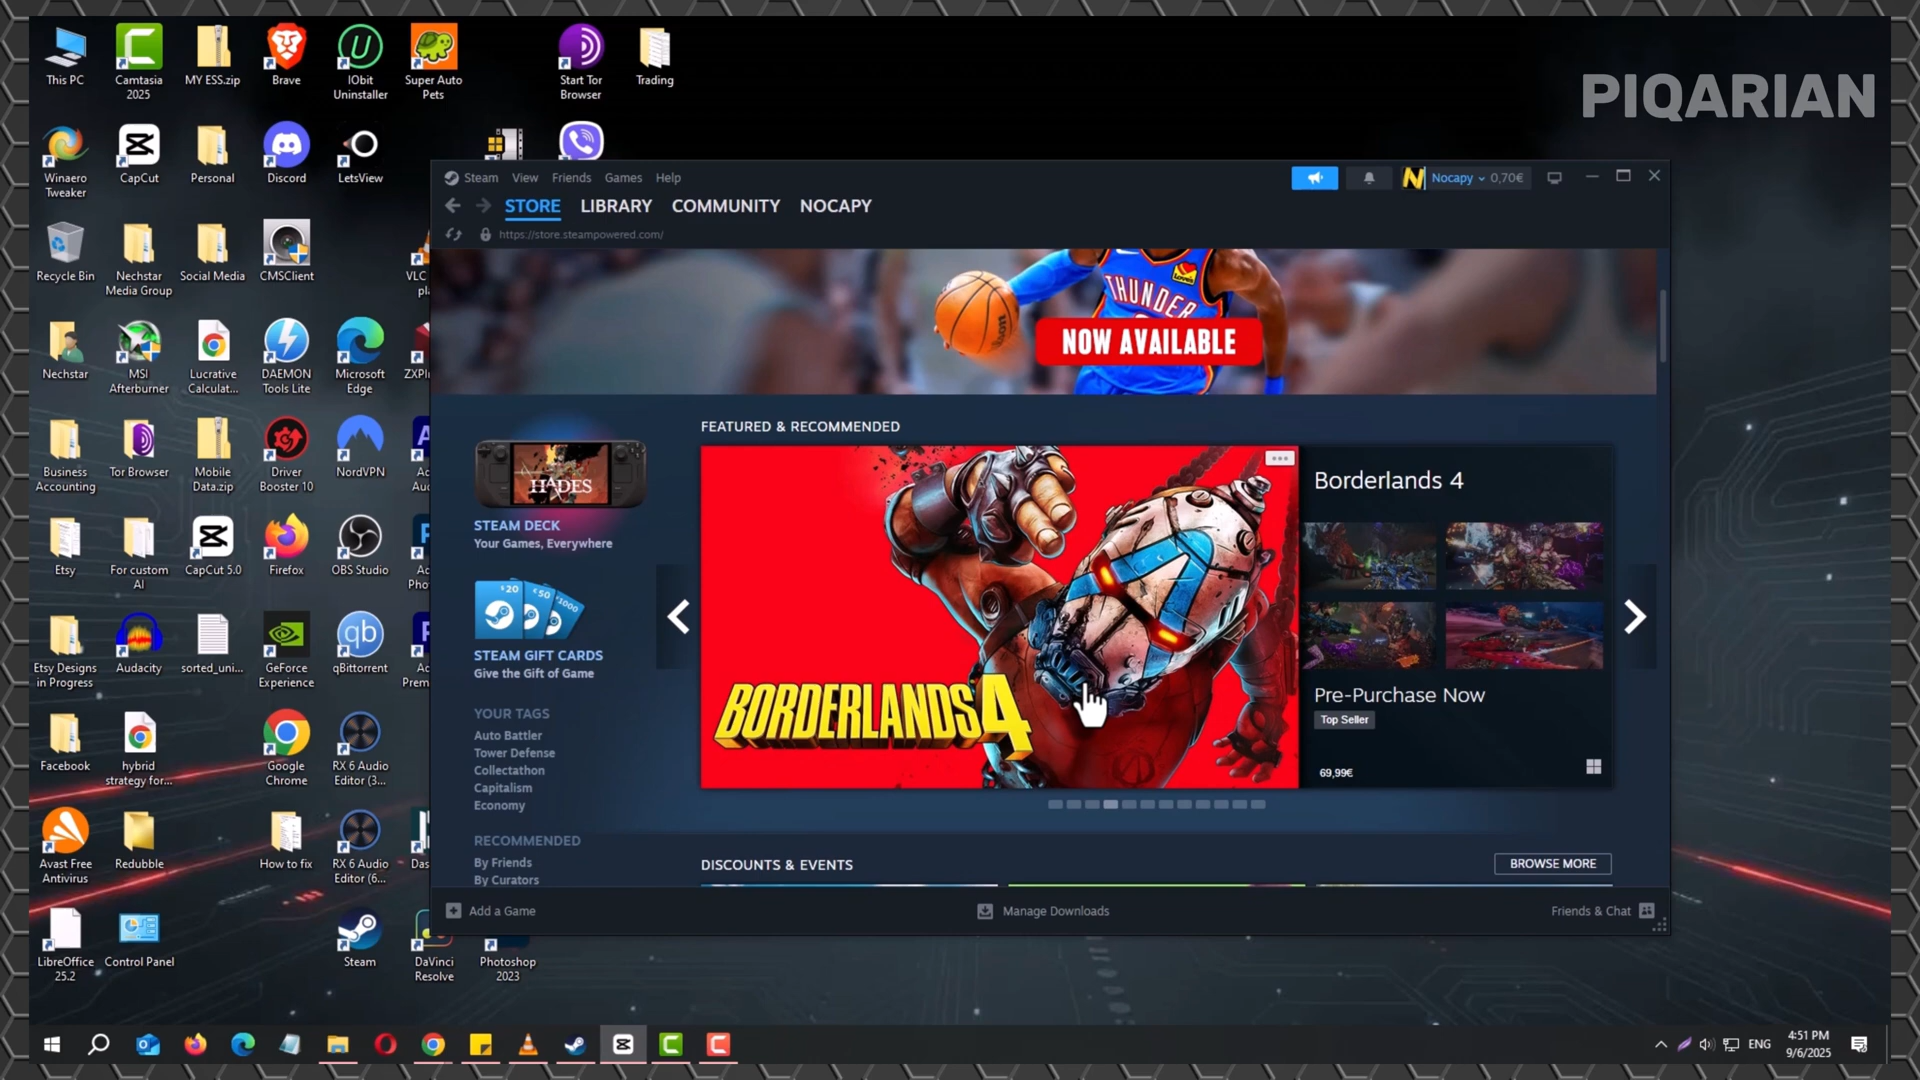 PIQARIAN
This PC
Camtasia
2025
MY ESS.zip
Brave
IObit
Uninstaller
Super Auto
Pets
Start Tor
Browser
Trading
Winaero
Tweaker
CapCut
Personal
Discord
LetsView
Recycle Bin
Nechstar
Media Group
Social Media
CMSClient
VLC
pl
Nechstar
MSI
Afterburner
Lucrative
Calculat...
DAEMON
Tools Lite
Microsoft
Edge
Business
Accounting
Tor Browser
Mobile
Data.zip
Driver
Booster 10
NordVPN
Etsy
For custom
AI
CapCut 5.0
Firefox
OBS Studio
Etsy Designs
in Progress
Audacity
sorted_uni...
GeForce
Experience
qBittorrent
Facebook
hybrid
strategy for...
Google
Chrome
RX 6 Audio
Editor (3...
Avast Free
Antivirus
Redubble
How to fix
RX 6 Audio
Editor (6...
LibreOffice
25.2
Control Panel
Steam
DaVinci
Resolve
Photoshop
2023
Steam View Friends Games Help
Nocapy 0,70€
STORE LIBRARY COMMUNITY NOCAPY
https://store.steampowered.com/
THUNDER
NOW AVAILABLE
FEATURED & RECOMMENDED
HADES
STEAM DECK
Your Games, Everywhere
$20 €50 ¥1000
STEAM GIFT CARDS
Give the Gift of Game
YOUR TAGS
Auto Battler
Tower Defense
Collectathon
Capitalism
Economy
RECOMMENDED
By Friends
By Curators
BORDERLANDS 4
Borderlands 4
Pre-Purchase Now
Top Seller
69,99€
DISCOUNTS & EVENTS
BROWSE MORE
Add a Game
Manage Downloads
Friends & Chat
ENG
4:51 PM
9/6/2025